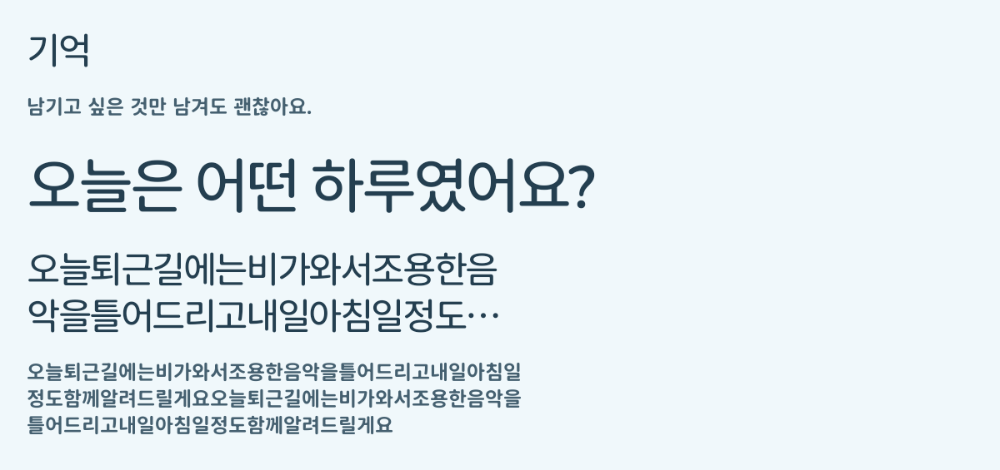 기억
남기고 싶은 것만 남겨도 괜찮아요.
오늘은 어떤 하루였어요?
오늘퇴근길에는비가와서조용한음
악을틀어드리고내일아침일정도…
오늘퇴근길에는비가와서조용한음악을틀어드리고내일아침일
정도함께알려드릴게요오늘퇴근길에는비가와서조용한음악을
틀어드리고내일아침일정도함께알려드릴게요